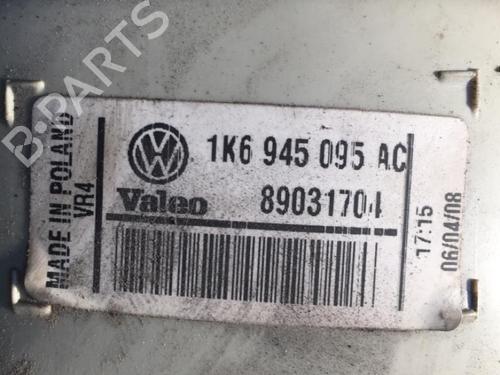 MADE IN POLAND
VR4
1K6 945 095 AC
Valeo
89031704
17:15
06/04/08
B-PARTS